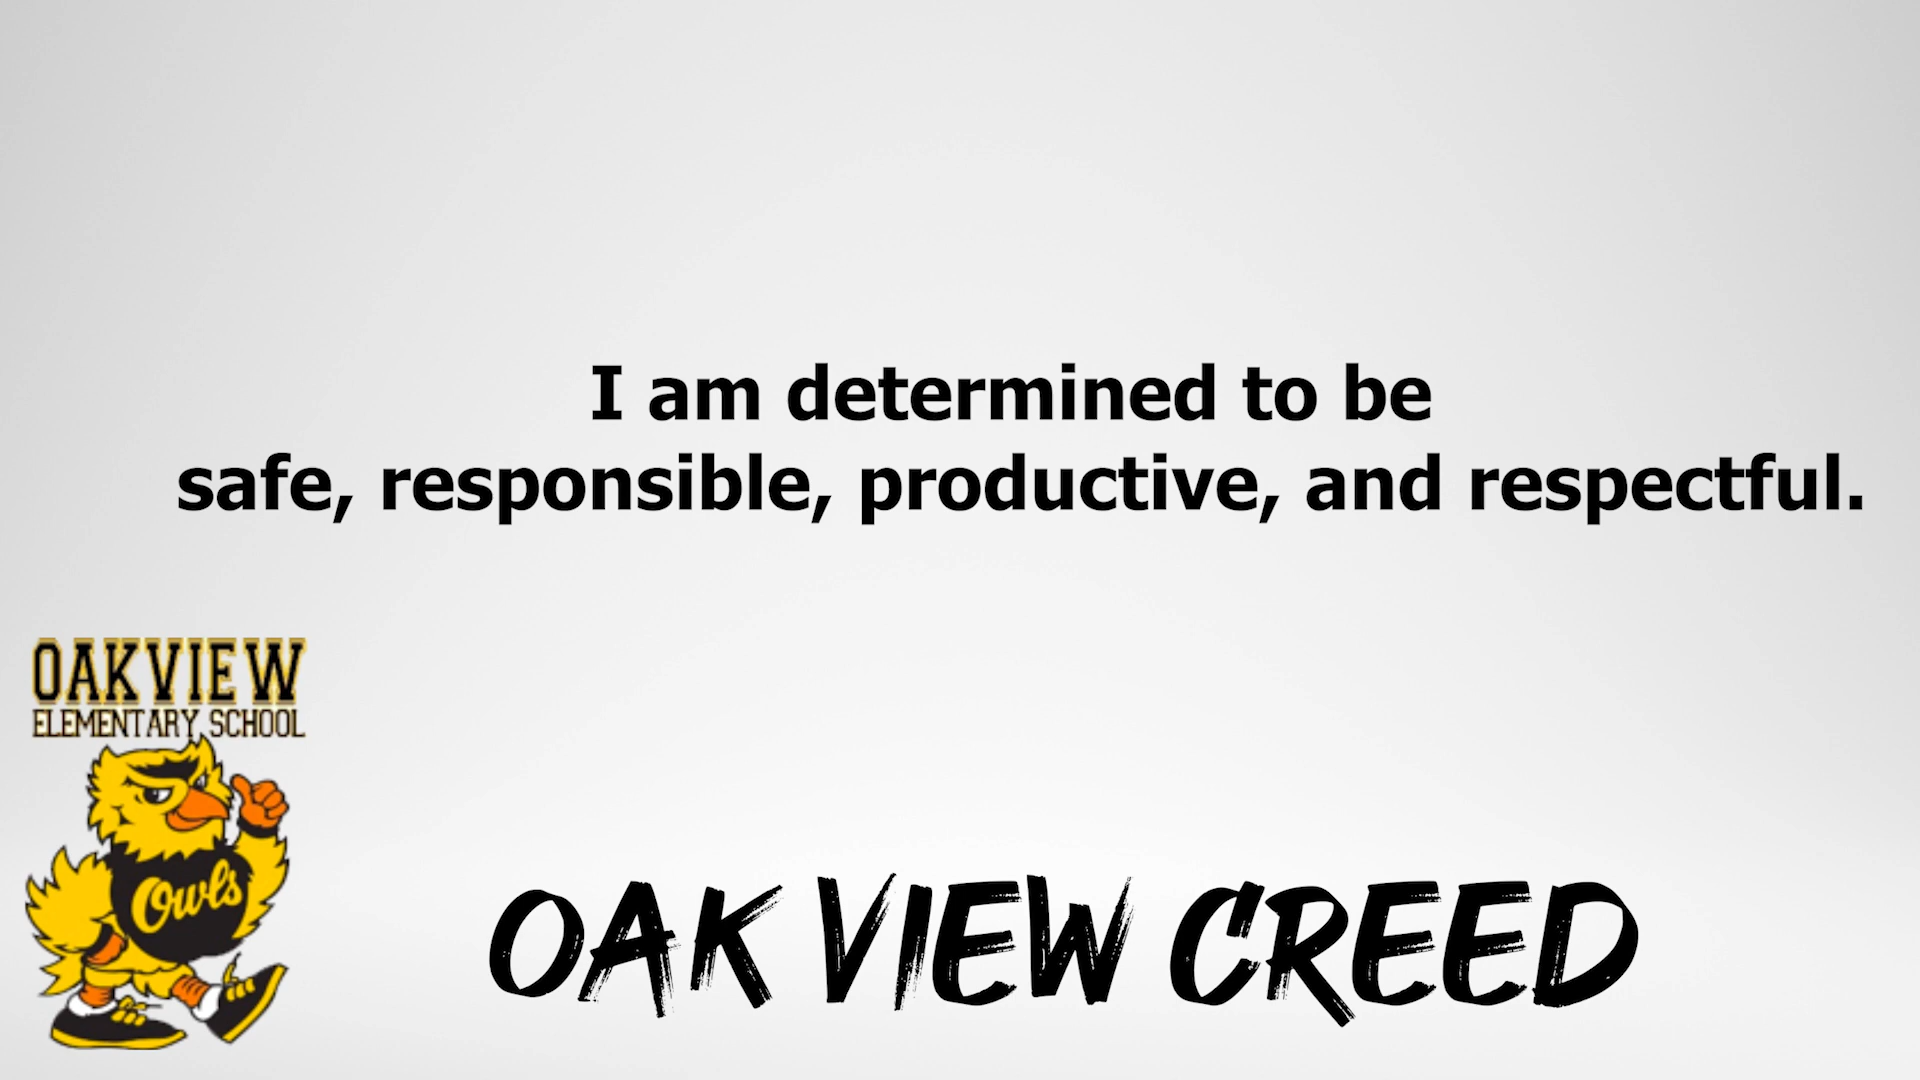 I am determined to be
safe, responsible, productive, and respectful.
OAKVIEW
ELEMENTARY SCHOOL
Owls
OAK VIEW CREED